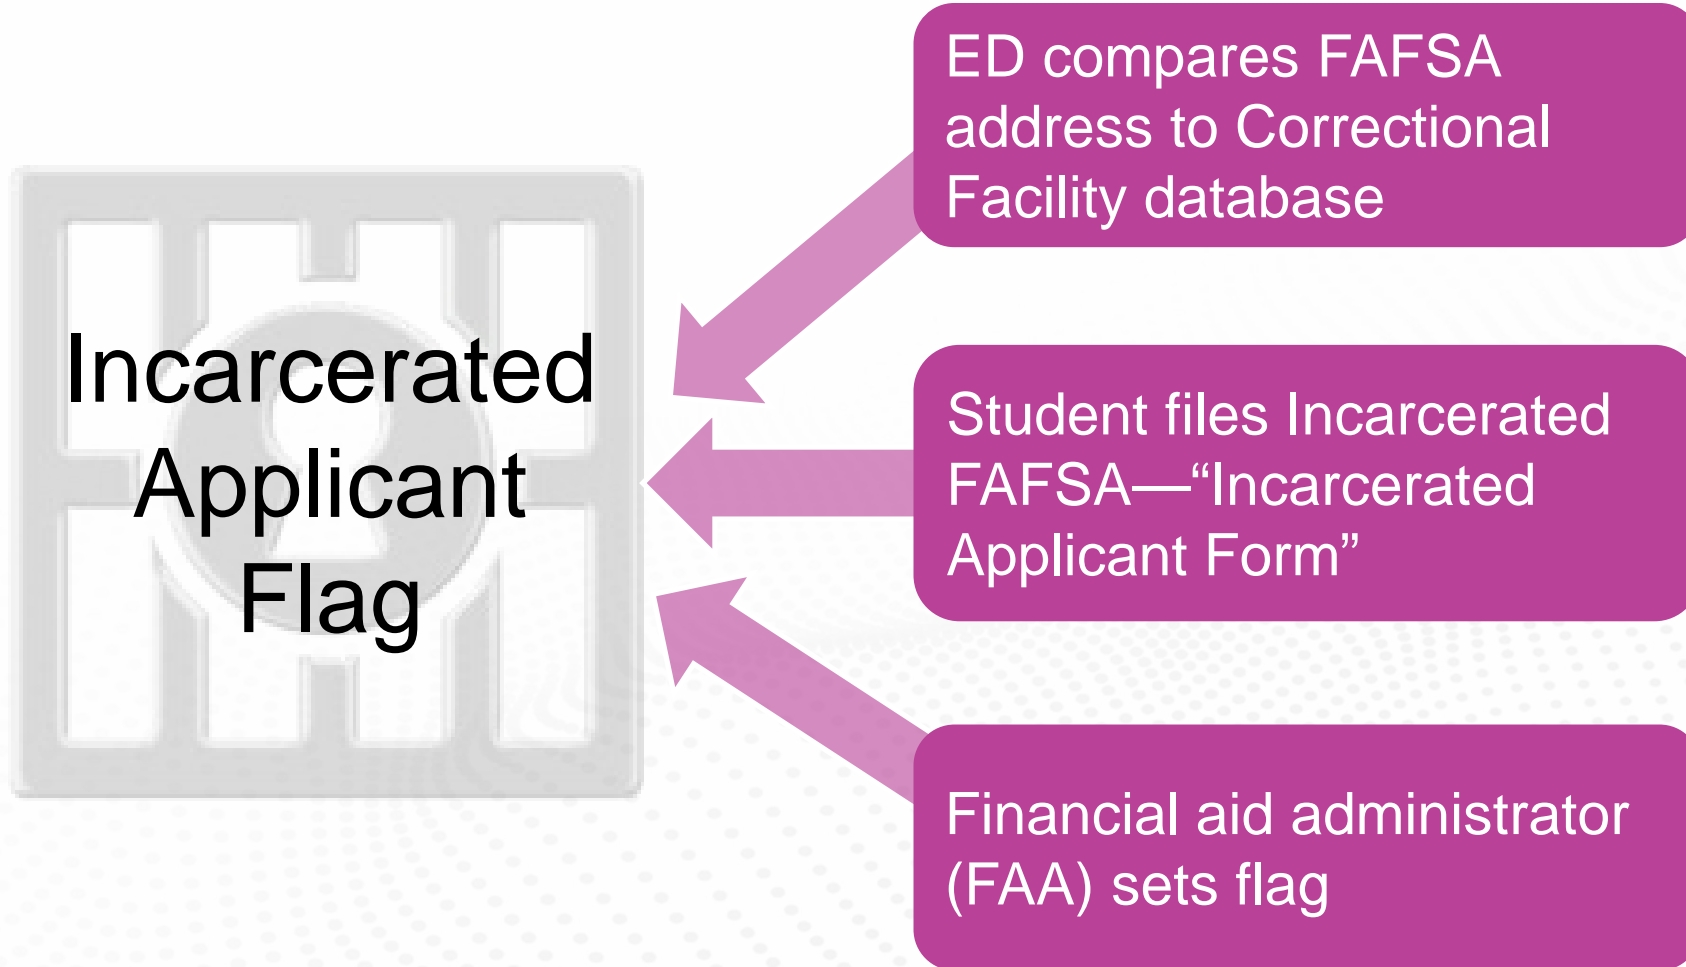 Incarcerated
Applicant
Flag
ED compares FAFSA
address to Correctional
Facility database
Student files Incarcerated
FAFSA—“Incarcerated
Applicant Form”
Financial aid administrator
(FAA) sets flag